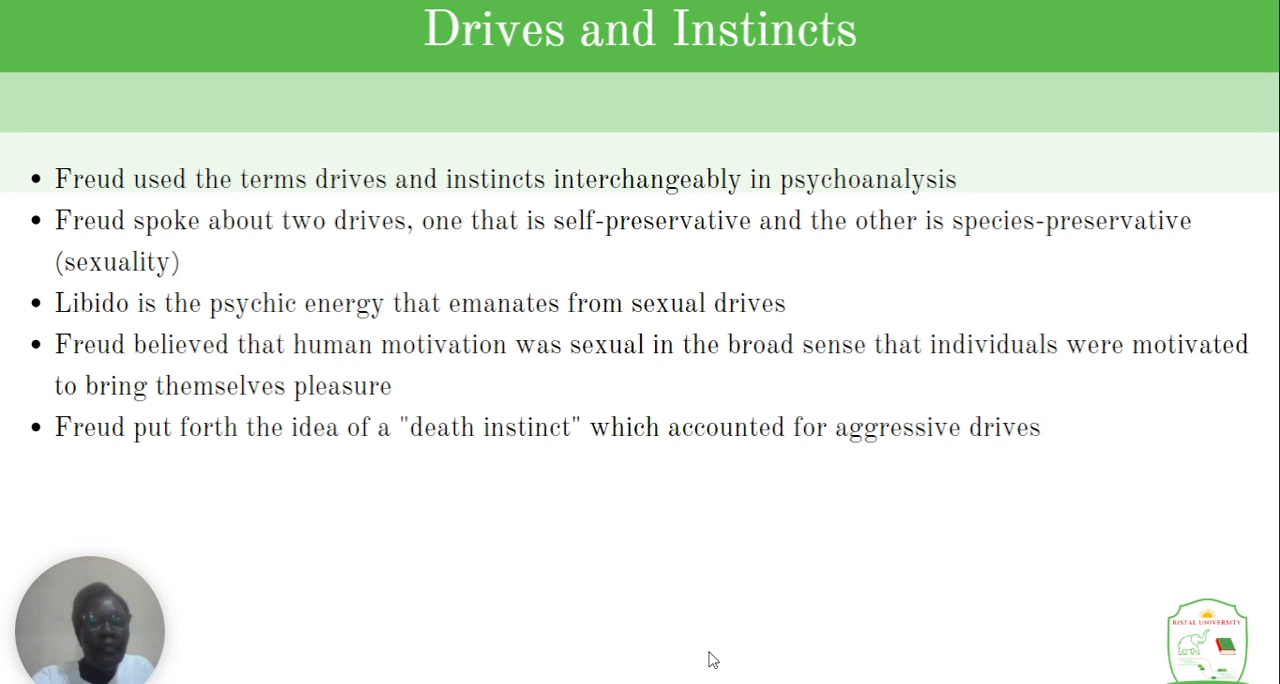 Drives and Instincts
• Freud used the terms drives and instincts interchangeably in psychoanalysis
• Freud spoke about two drives, one that is self-preservative and the other is species-preservative
(sexuality)
• Libido is the psychic energy that emanates from sexual drives
• Freud believed that human motivation was sexual in the broad sense that individuals were motivated
to bring themselves pleasure
• Freud put forth the idea of a "death instinct" which accounted for aggressive drives
RISTAL UNIVERSITY